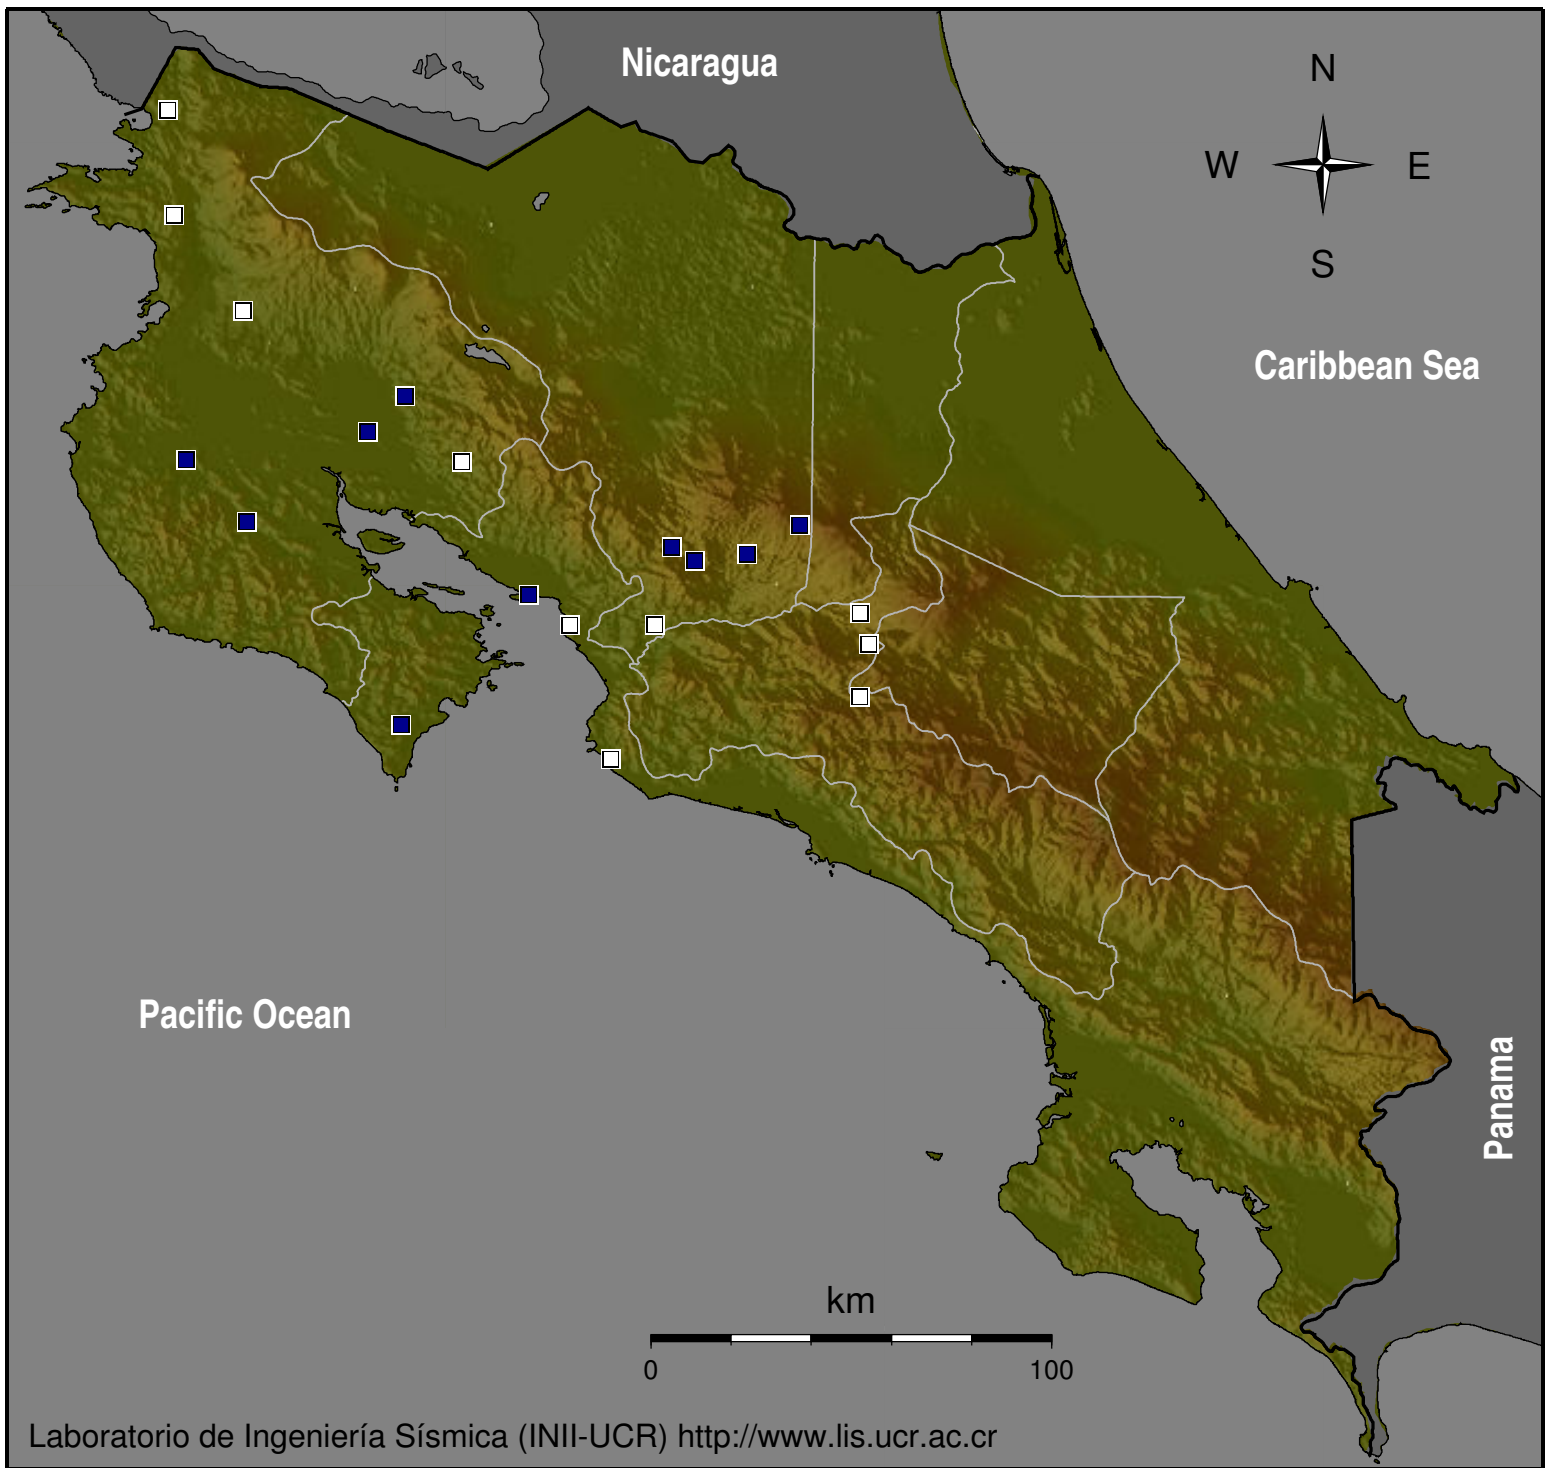 Nicaragua
N
W E
S
Caribbean Sea
Pacific Ocean
Panama
km
0 100
Laboratorio de Ingeniería Sísmica (INII-UCR) http://www.lis.ucr.ac.cr